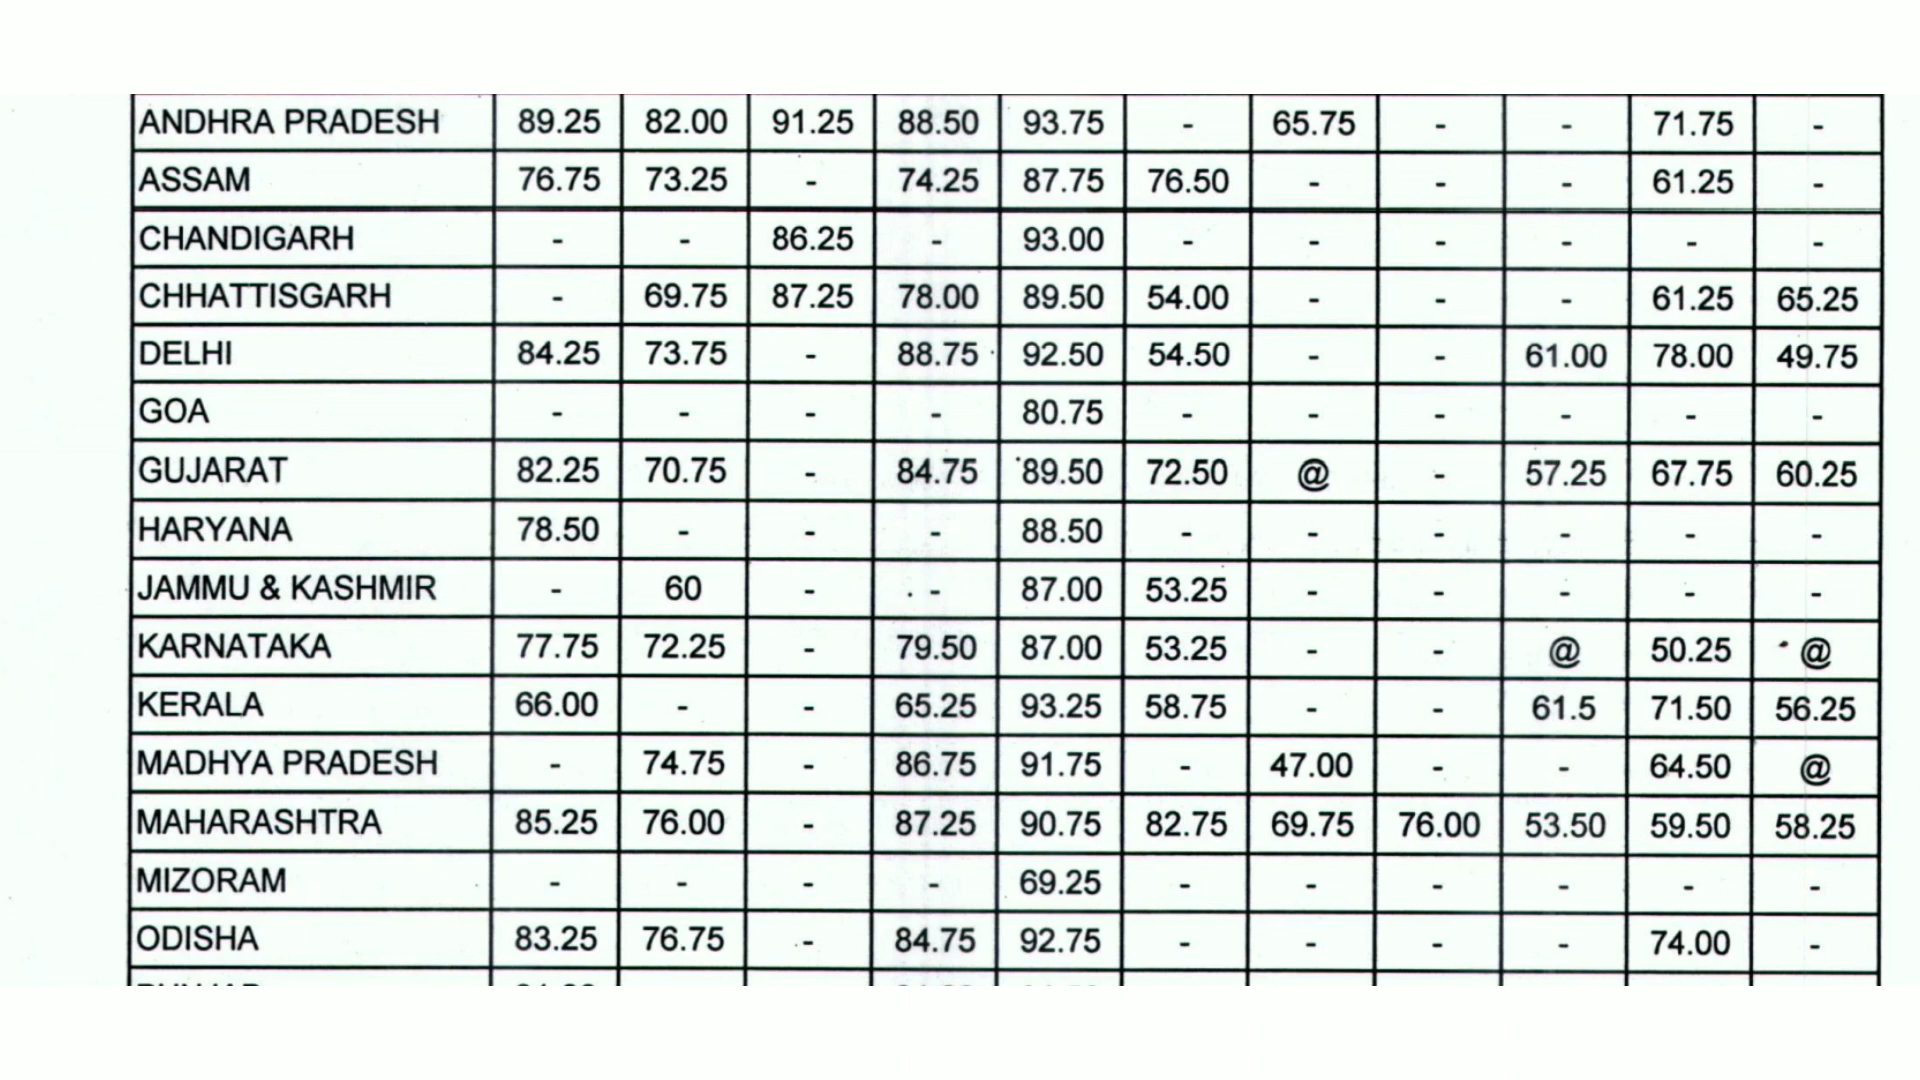 ANDHRA PRADESH 89.25 82.00 91.25 88.50 93.75 - 65.75 - - 71.75 -
ASSAM 76.75 73.25 - 74.25 87.75 76.50 - - - 61.25 -
CHANDIGARH - - 86.25 - 93.00 - - - - - -
CHHATTISGARH - 69.75 87.25 78.00 89.50 54.00 - - - 61.25 65.25
DELHI 84.25 73.75 - 88.75 92.50 54.50 - - 61.00 78.00 49.75
GOA - - - - 80.75 - - - - - -
GUJARAT 82.25 70.75 - 84.75 89.50 72.50 @ - 57.25 67.75 60.25
HARYANA 78.50 - - - 88.50 - - - - - -
JAMMU & KASHMIR - 60 - - 87.00 53.25 - - - - -
KARNATAKA 77.75 72.25 - 79.50 87.00 53.25 - - @ 50.25 @
KERALA 66.00 - - 65.25 93.25 58.75 - - 61.5 71.50 56.25
MADHYA PRADESH - 74.75 - 86.75 91.75 - 47.00 - - 64.50 @
MAHARASHTRA 85.25 76.00 - 87.25 90.75 82.75 69.75 76.00 53.50 59.50 58.25
MIZORAM - - - - 69.25 - - - - - -
ODISHA 83.25 76.75 - 84.75 92.75 - - - - 74.00 -